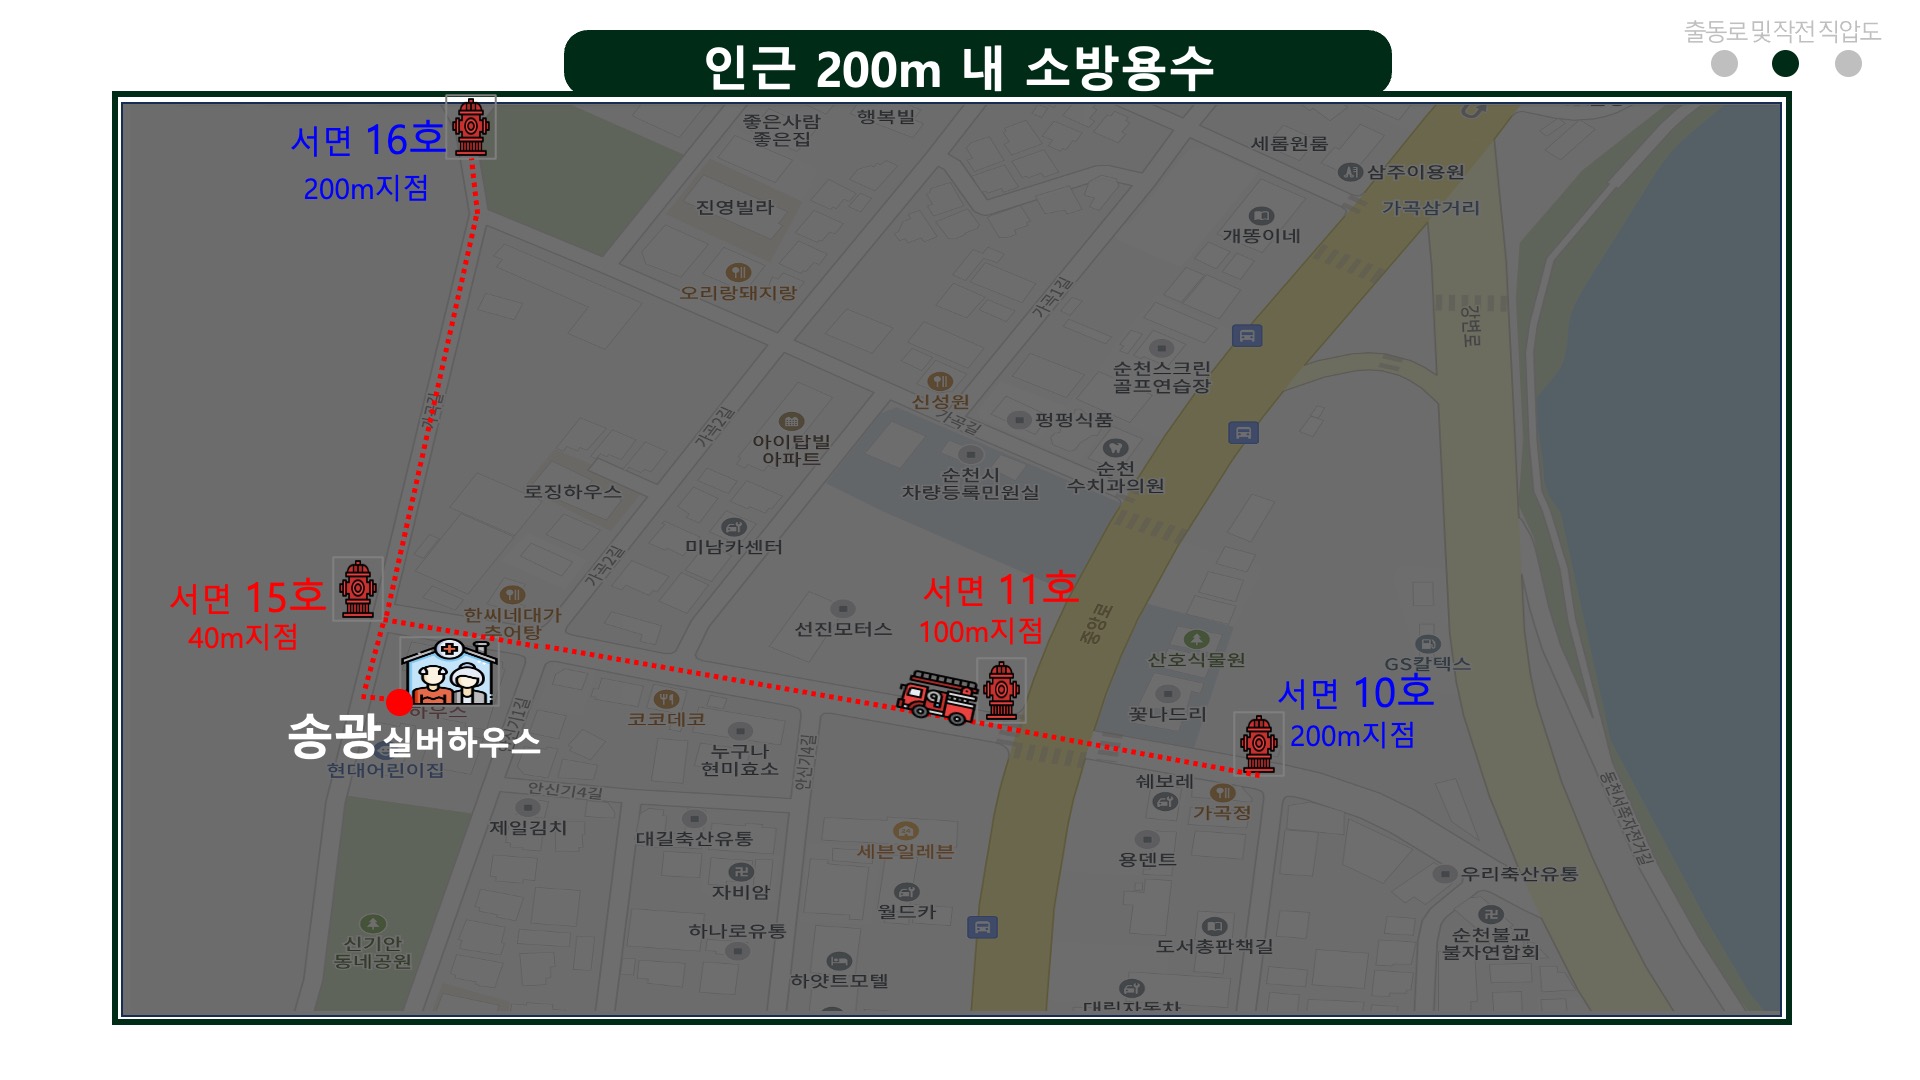 출동로 및 작전 직압도
인근 200m 내 소방용수
서면 16호
200m지점
좋은사람
좋은집
행복빌
세롬원룸
삼주이용원
가곡삼거리
진영빌라
개똥이네
오리랑돼지랑
가곡1길
강변로
순천스크린
골프연습장
신성원
가곡길
펑펑식품
가곡길
가곡2길
아이탑빌
아파트
순천시
차량등록민원실
순천
수치과의원
로징하우스
미남카센터
가곡2길
서면 15호
40m지점
한씨네대가
추어탕
선진모터스
서면 11호
100m지점
중앙로
산호식물원
GS칼텍스
서면 10호
200m지점
하우스
송광실버하우스
현대어린이집
코코데코
꽃나드리
누구나
현미효소
안신기4길
안신기4길
쉐보레
가곡정
동천서쪽자전거길
제일김치
대길축산유통
세븐일레븐
용덴트
우리축산유통
자비암
월드카
신기안
동네공원
하나로유통
도서총판책길
순천불교
불자연합회
하얏트모텔
대림자동차